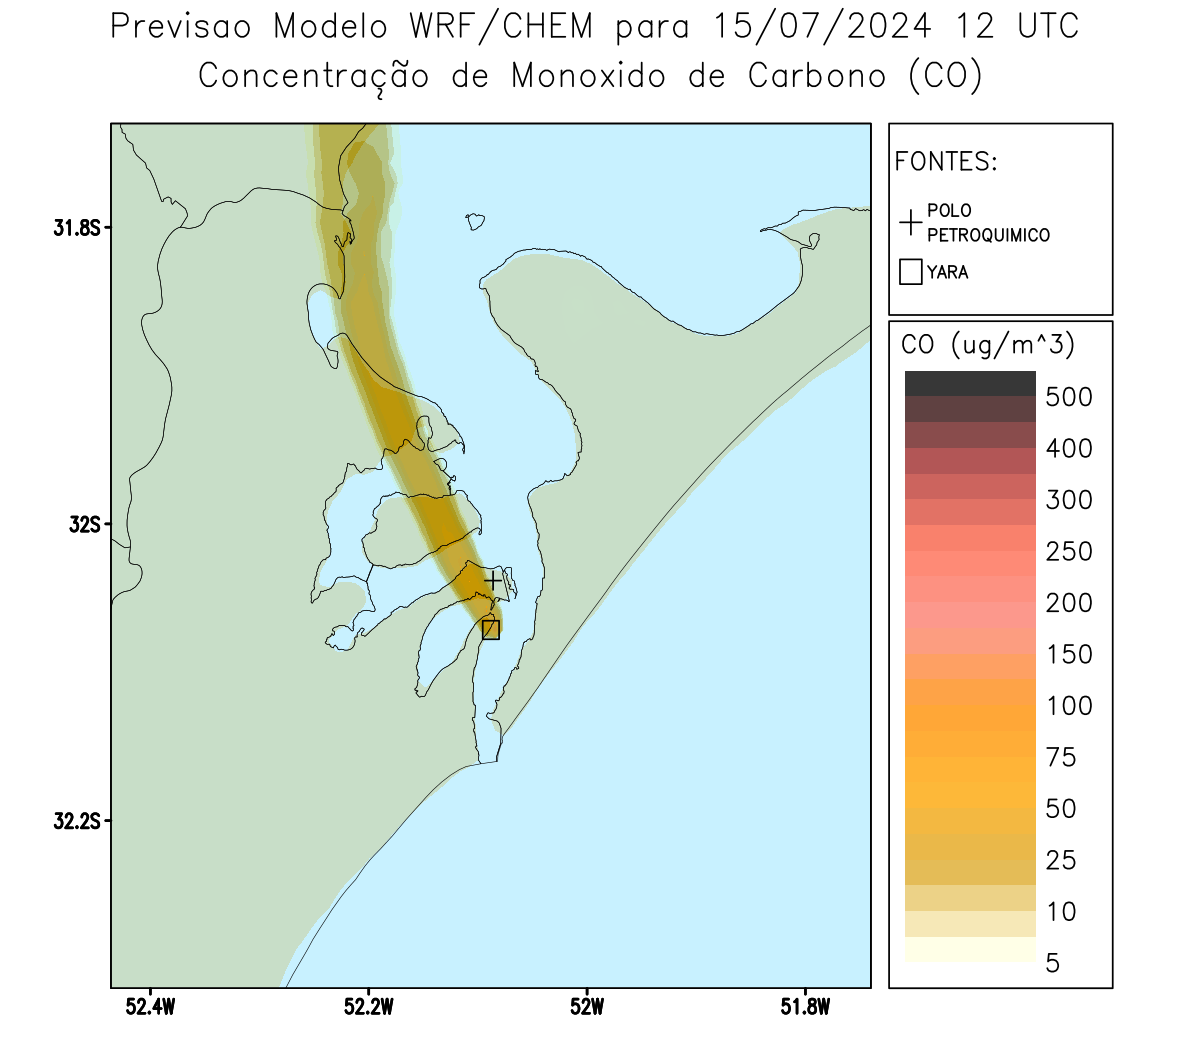 Previsao Modelo WRF/CHEM para 15/07/2024 12 UTC
Concentração de Monoxido de Carbono (CO)
FONTES:
POLO
PETROQUIMICO
YARA
CO (ug/m^3)
500
400
300
250
200
150
100
75
50
25
10
5
31.8S
32S
32.2S
52.4W
52.2W
52W
51.8W